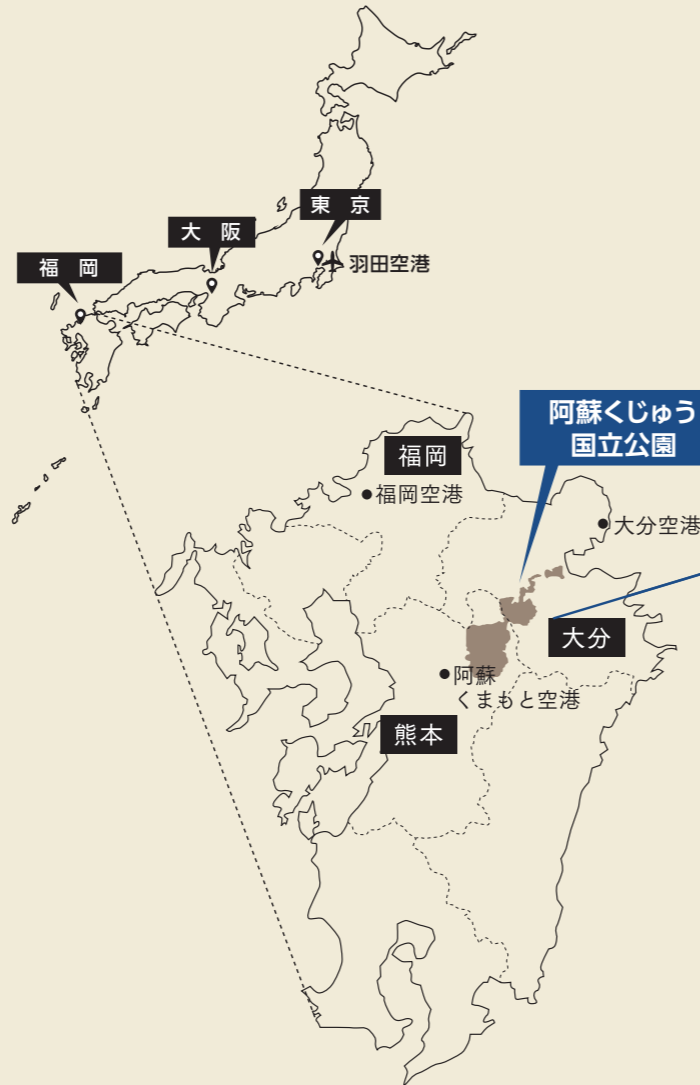 東 京
大 阪
福 岡
羽田空港
阿蘇くじゅう
国立公園
福岡
福岡空港
大分空港
大分
阿蘇
くまもと空港
熊本